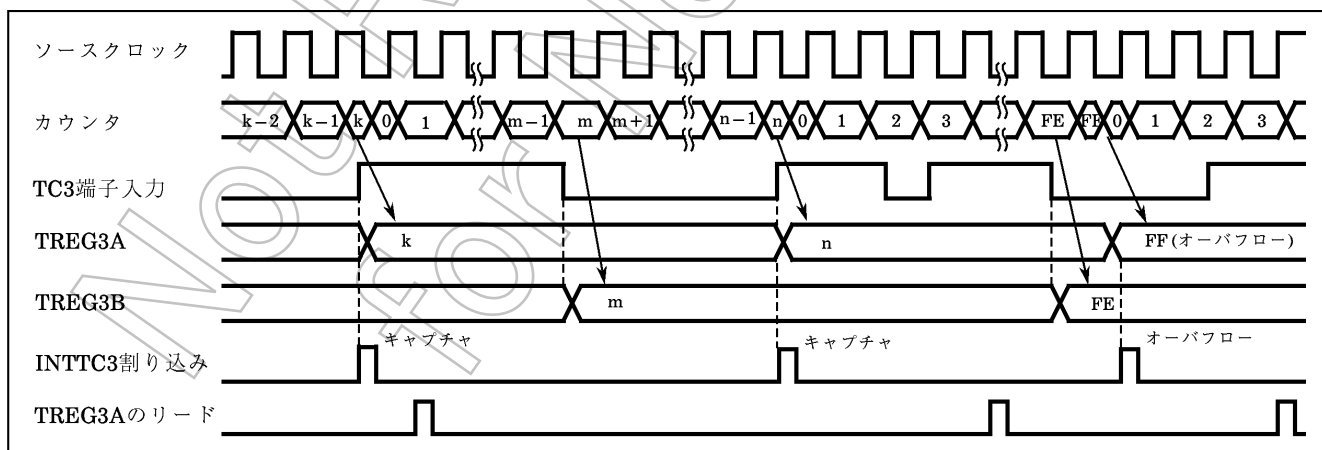 ソースクロック
カウンタ k−2 k−1 k 0 1 m−1 m m+1 n−1 n 0 1 2 3 FE FE 0 1 2 3
TC3端子入力
TREG3A k n FF(オーバフロー)
TREG3B m FE
キャプチャ キャプチャ オーバフロー
INTTC3割り込み
TREG3Aのリード